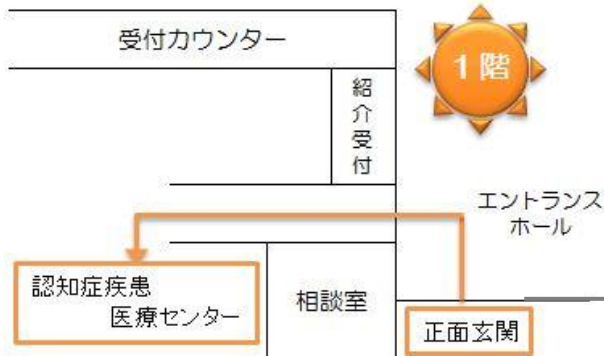 受付カウンター
1階
紹介受付
エントランス
ホール
認知症疾患
医療センター
相談室
正面玄関